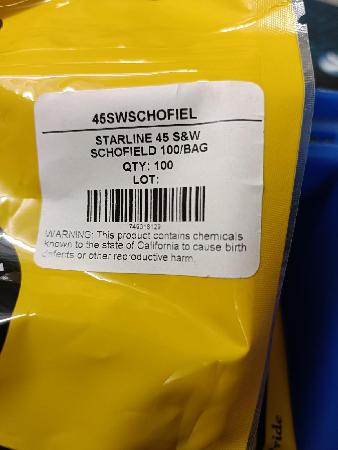 45SWSCHOFIEL
STARLINE 45 S&W
SCHOFIELD 100/BAG
QTY: 100
LOT:
WARNING: This product contains chemicals
known to the state of California to cause birth
defents or other reproductive harm.